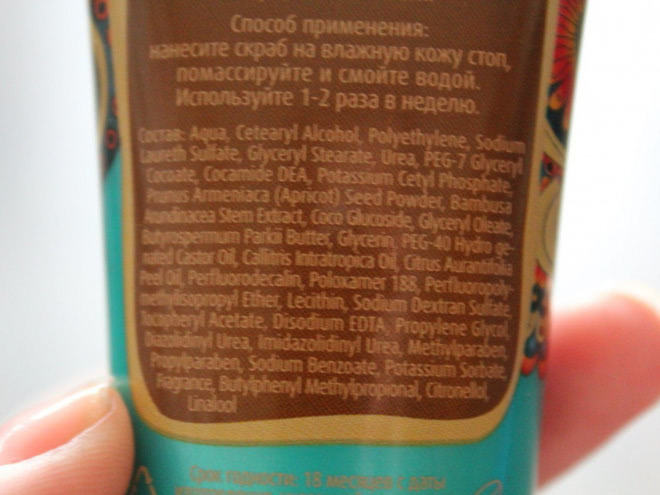 Способ применения:
нанесите скраб на влажную кожу стоп,
помассируйте и смойте водой.
Используйте 1-2 раза в неделю.
Состав: Aqua, Cetearyl Alcohol, Polyethylene, Sodium
Laureth Sulfate, Glyceryl Stearate, Urea, PEG-7 Glyceryl
Cocoate, Cocamide DEA, Potassium Cetyl Phosphate,
Prunus Armeniaca (Apricot) Seed Powder, Bambusa
Arundinacea Stem Extract, Coco Glucoside, Glyceryl Oleate,
Butyrospermum Parkii Butter, Glycerin, PEG-40 Hydro ge-
nated Castor Oil, Callitris Intratropica Oil, Citrus Aurantifolia
Peel Oil, Perfluorodecalin, Poloxamer 188, Perfluoropoly-
methylisopropyl Ether, Lecithin, Sodium Dextran Sulfate,
Tocopheryl Acetate, Disodium EDTA, Propylene Glycol,
Diazolidinyl Urea, Imidazolidinyl Urea, Methylparaben,
Propylparaben, Sodium Benzoate, Potassium Sorbate,
Fragrance, Butylphenyl Methylpropional, Citronellol,
Linalool
Срок годности: 18 месяцев с даты